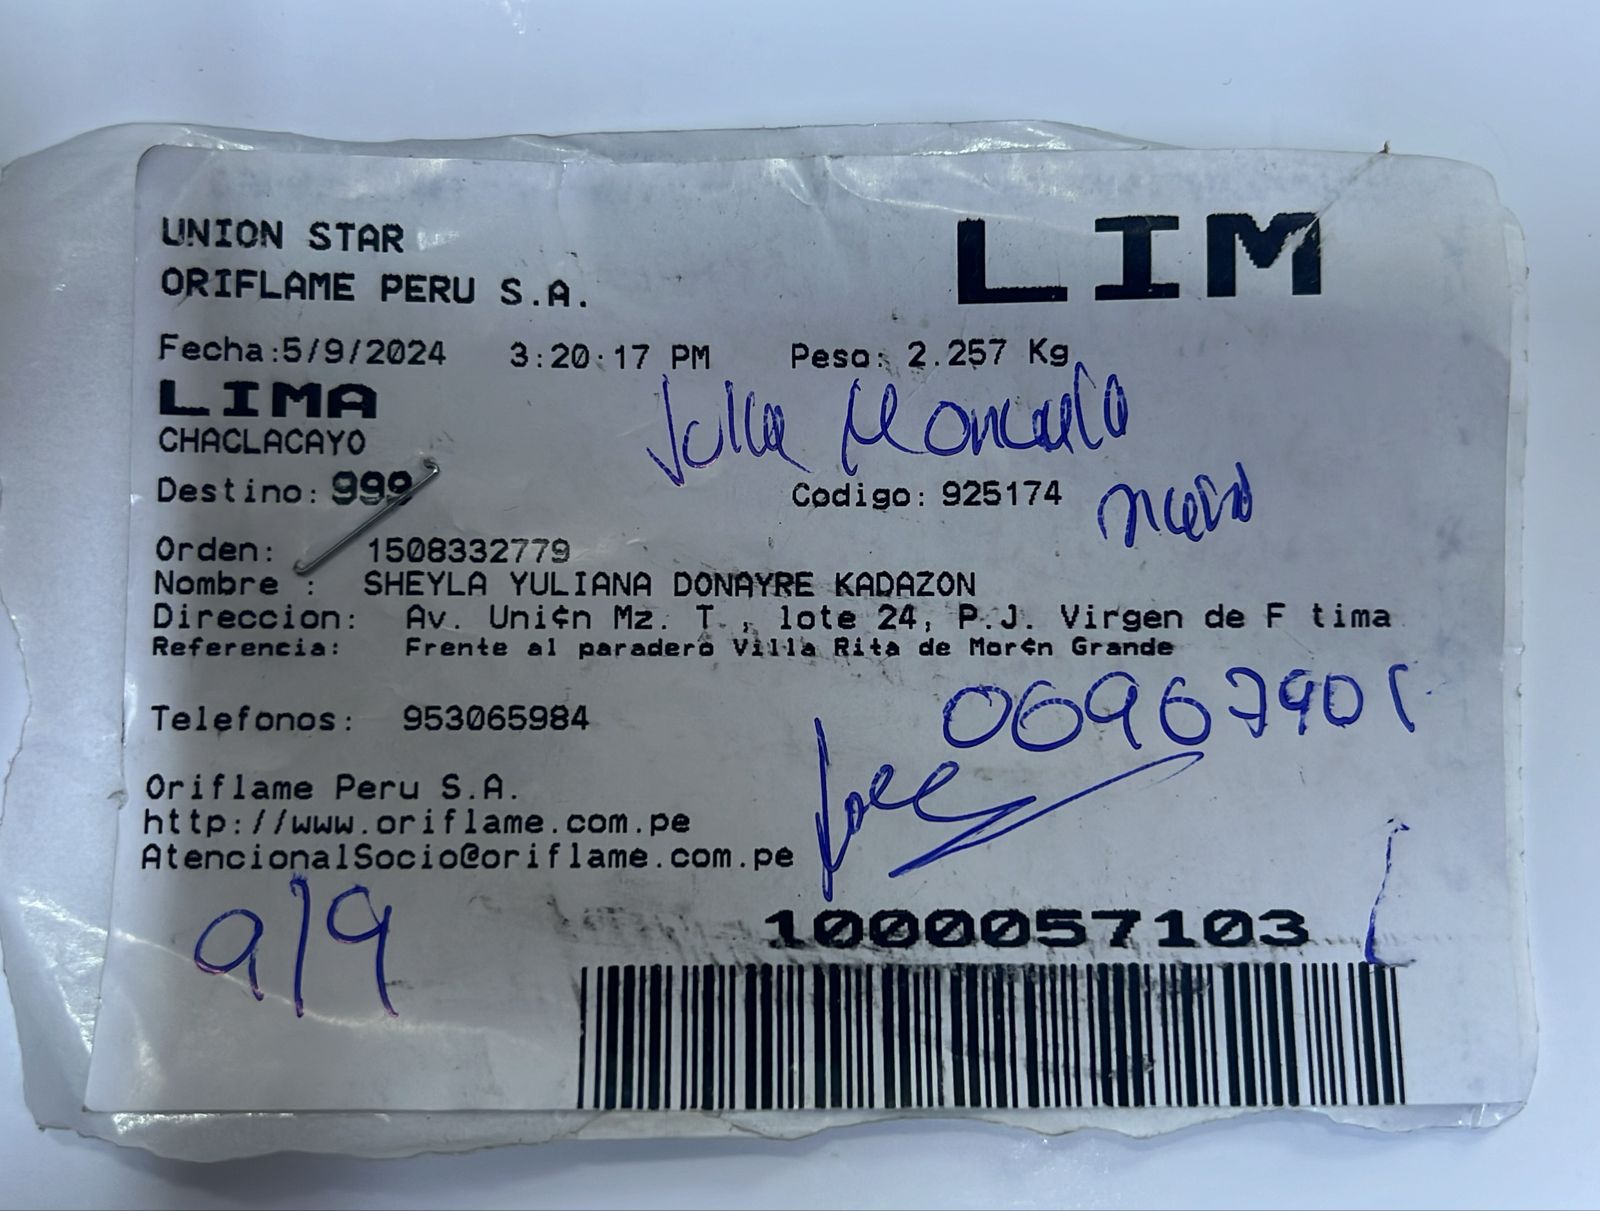 UNION STAR
LIM
ORIFLAME PERU S.A.
Fecha:5/9/2024 3:20:17 PM Peso: 2.257 Kg
LIMA
CHACLACAYO
Destino: 999 Codigo: 925174
Orden: 1508332779
Nombre : SHEYLA YULIANA DONAYRE KADAZON
Direccion: Av. Uni¢n Mz. T , lote 24, P.J. Virgen de F tima
Referencia: Frente al paradero Villa Rita de Mor¢n Grande
Telefonos: 953065984
Oriflame Peru S.A.
http://www.oriflame.com.pe
AtencionalSocio@oriflame.com.pe
9/9
1000057103